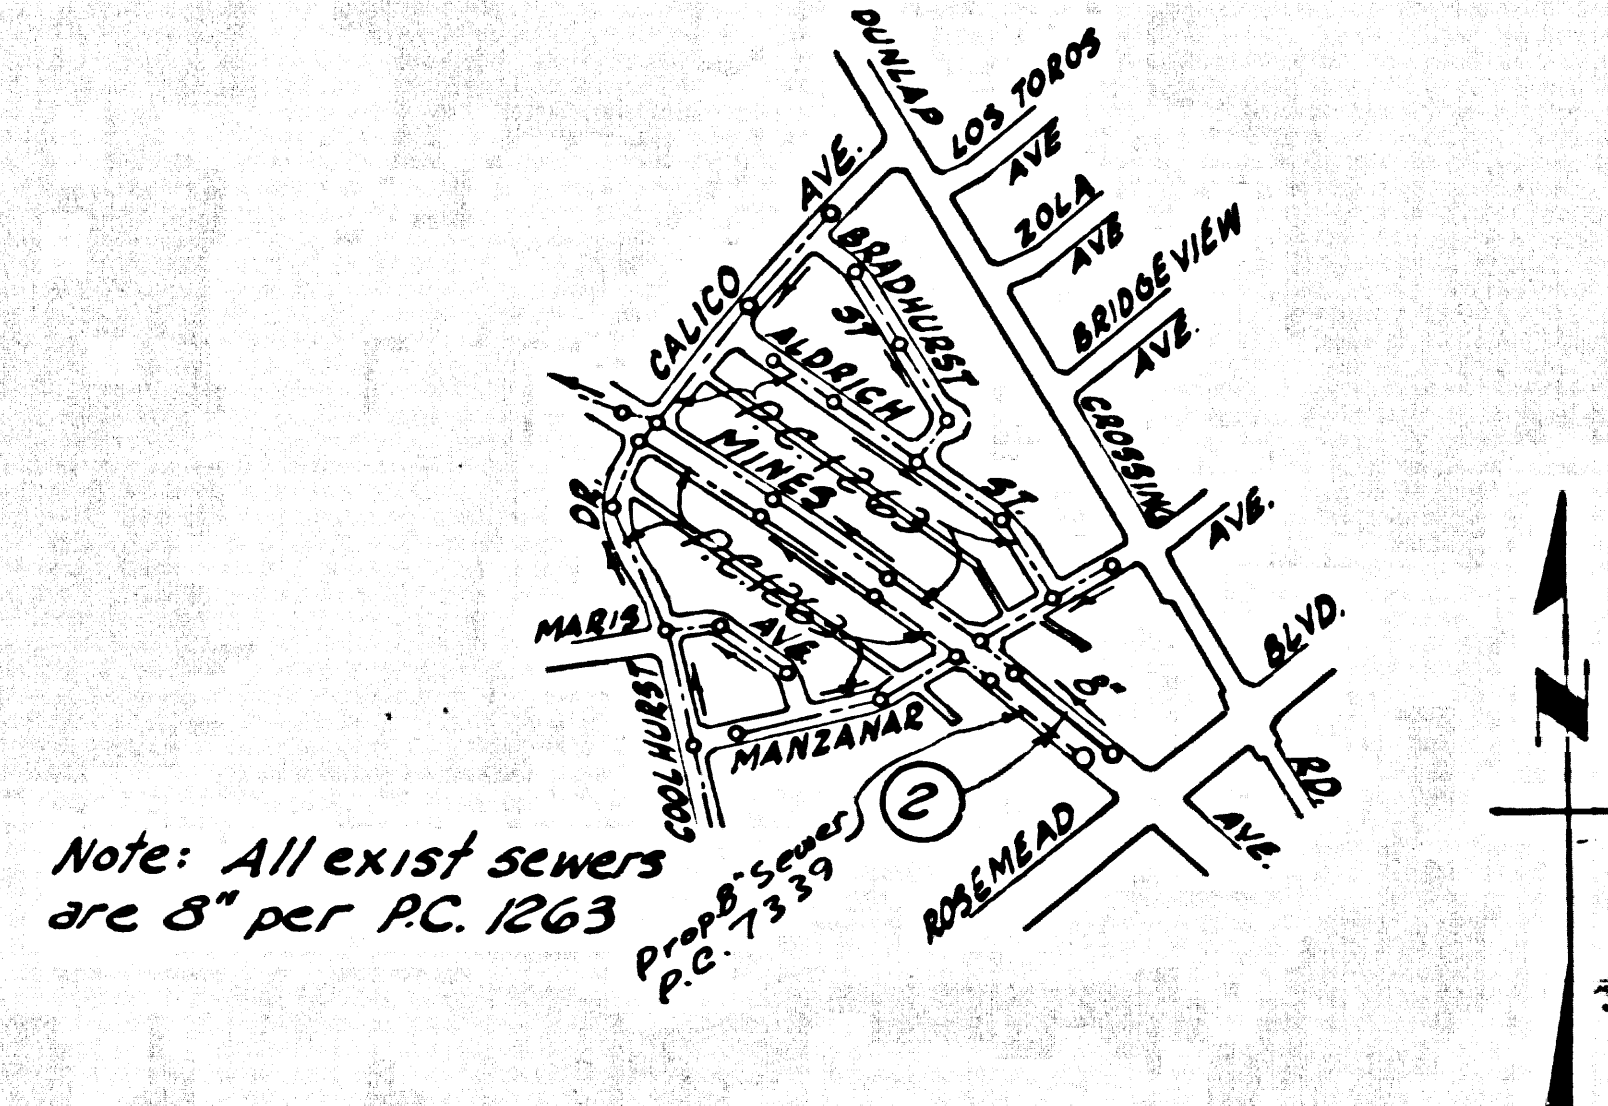 DUNLAP
LOS TOROS
AVE
ZOLA
AVE
BRIDGEVIEW
AVE.
CROSSING
AVE.
CALICO AVE.
BRADHURST
ST
ALDRICH
ST.
P.C. 1263
MINES
P.C. 1263
AVE.
DR.
MARIS
COOLHURST
MANZANAR
8"
BLVD.
RD.
AVE.
ROSEMEAD
2
Prop 8" Sewer
P.C. 7339
Note: All exist sewers
are 8" per P.C. 1263
N